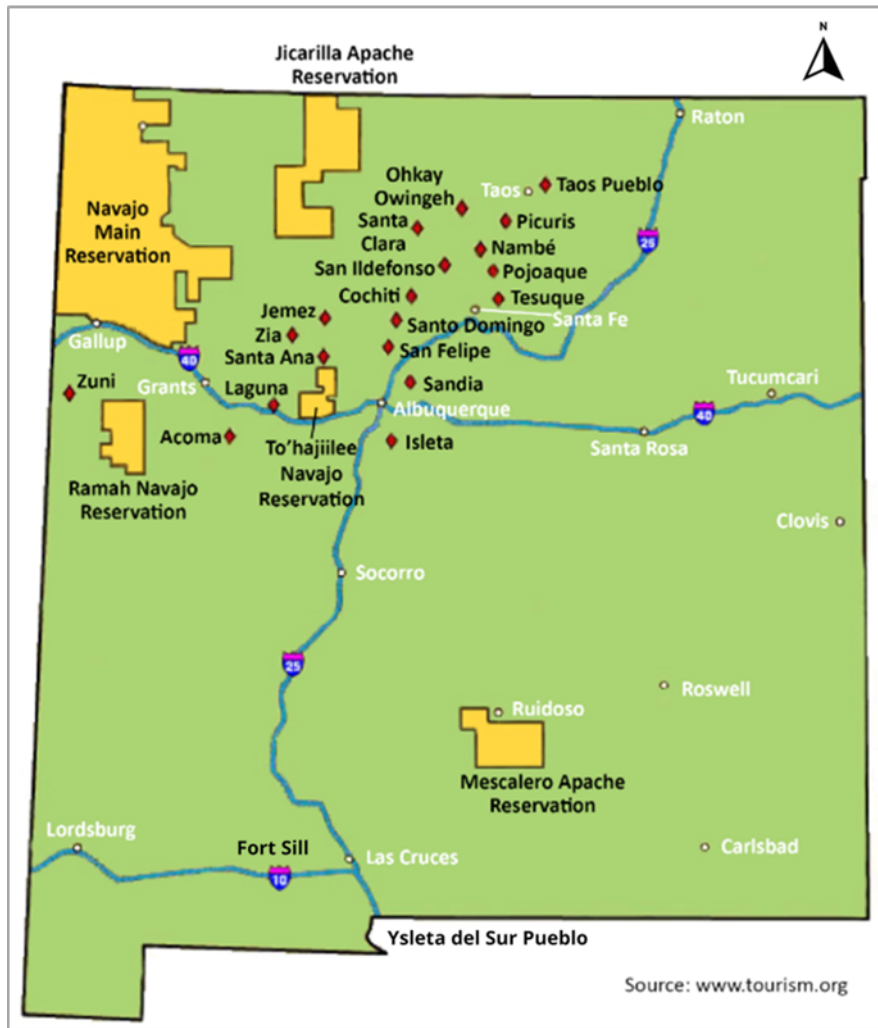 N
Jicarilla Apache
Reservation
Raton
Ohkay
Owingeh
Taos
Taos Pueblo
Navajo
Main
Reservation
Santa
Clara
Picuris
25
Nambé
San Ildefonso
Pojoaque
Cochiti
Tesuque
Jemez
Santo Domingo
Santa Fe
Zia
Gallup
San Felipe
40
Santa Ana
Zuni
Grants
Laguna
Sandia
Tucumcari
Albuquerque
40
Acoma
To'hajiilee
Navajo
Reservation
Isleta
Santa Rosa
Ramah Navajo
Reservation
Clovis
Socorro
25
Roswell
Ruidoso
Mescalero Apache
Reservation
Lordsburg
Fort Sill
Las Cruces
Carlsbad
10
Ysleta del Sur Pueblo
Source: www.tourism.org